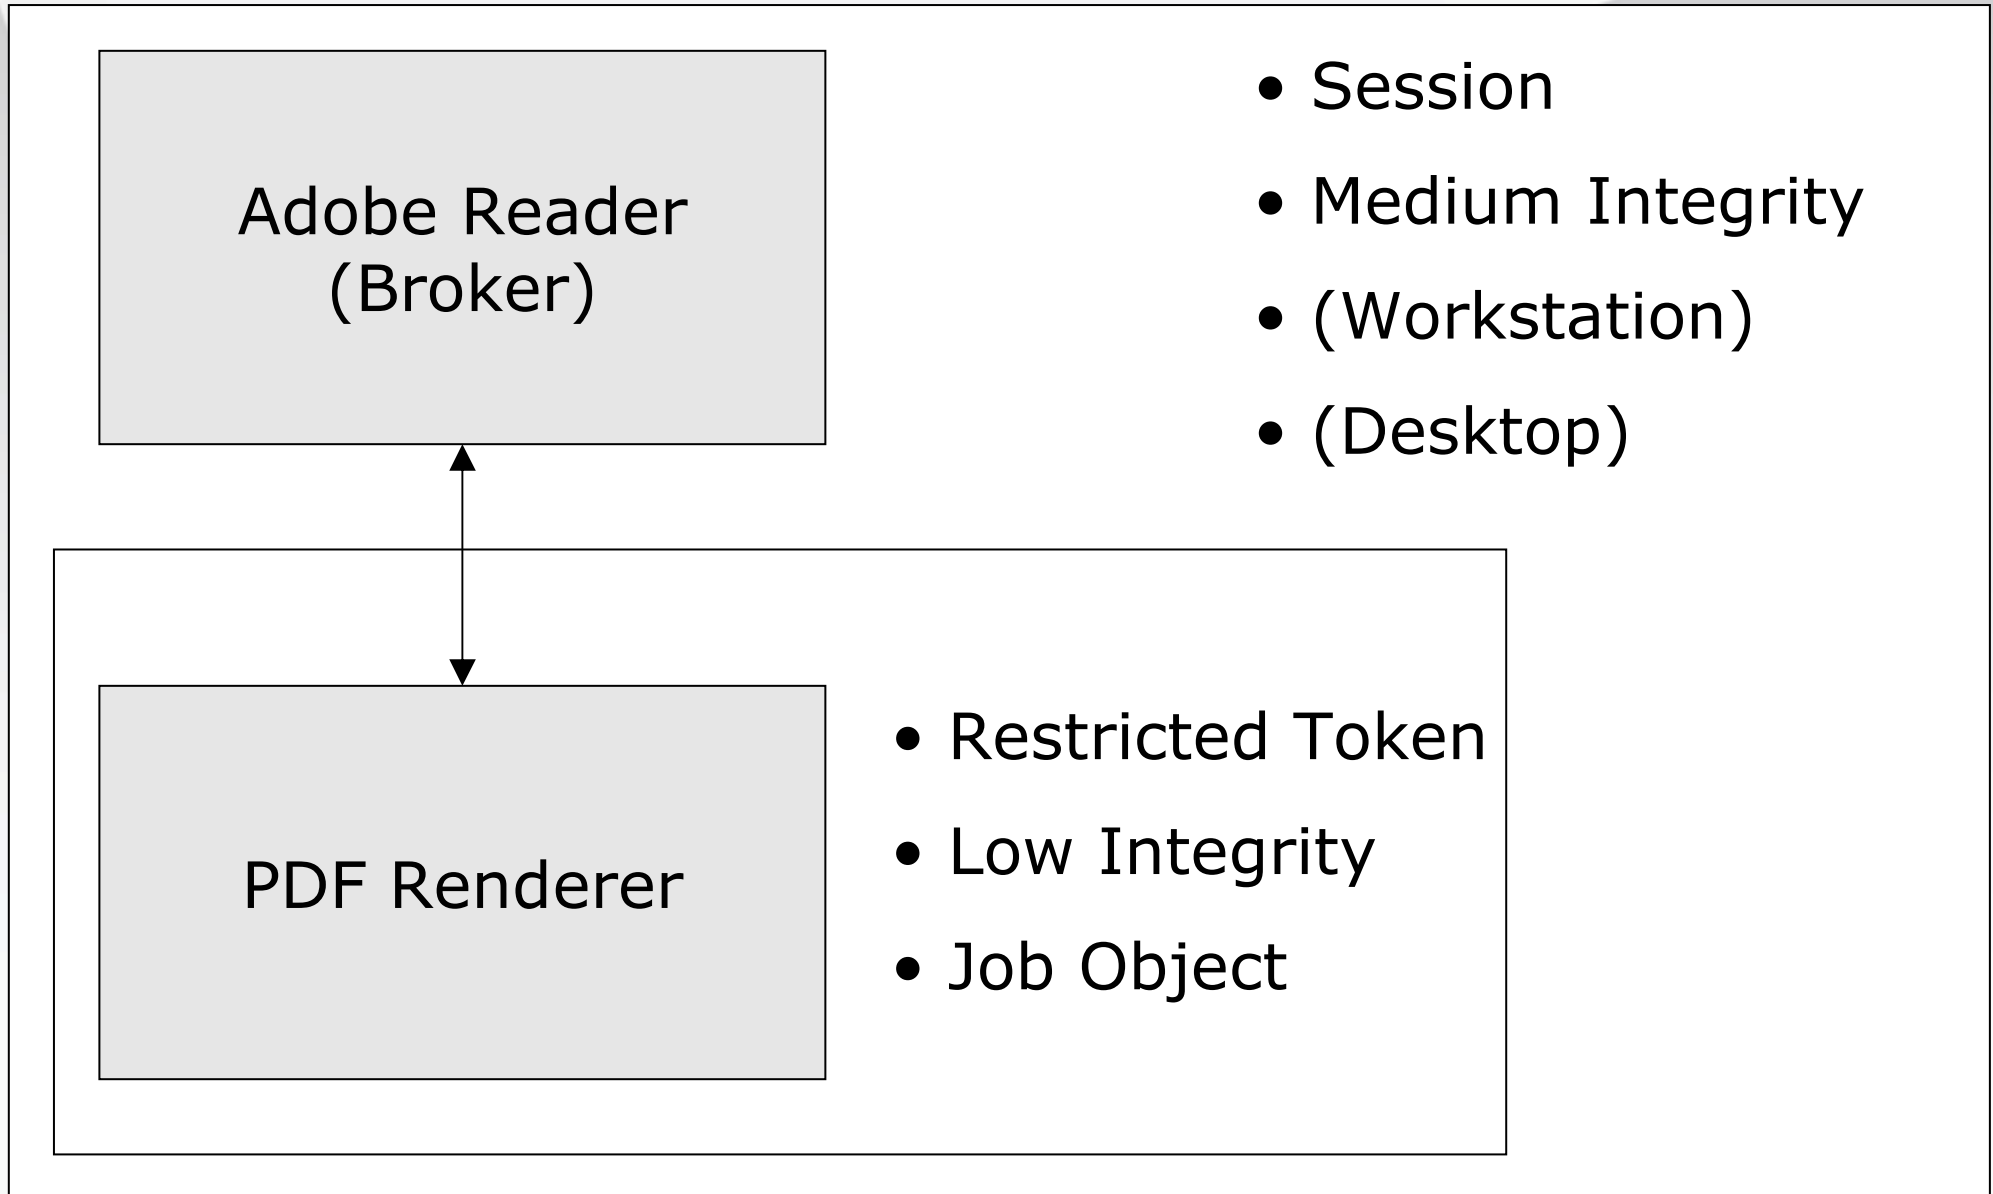 Adobe Reader
(Broker)
• Session
• Medium Integrity
• (Workstation)
• (Desktop)
PDF Renderer
• Restricted Token
• Low Integrity
• Job Object